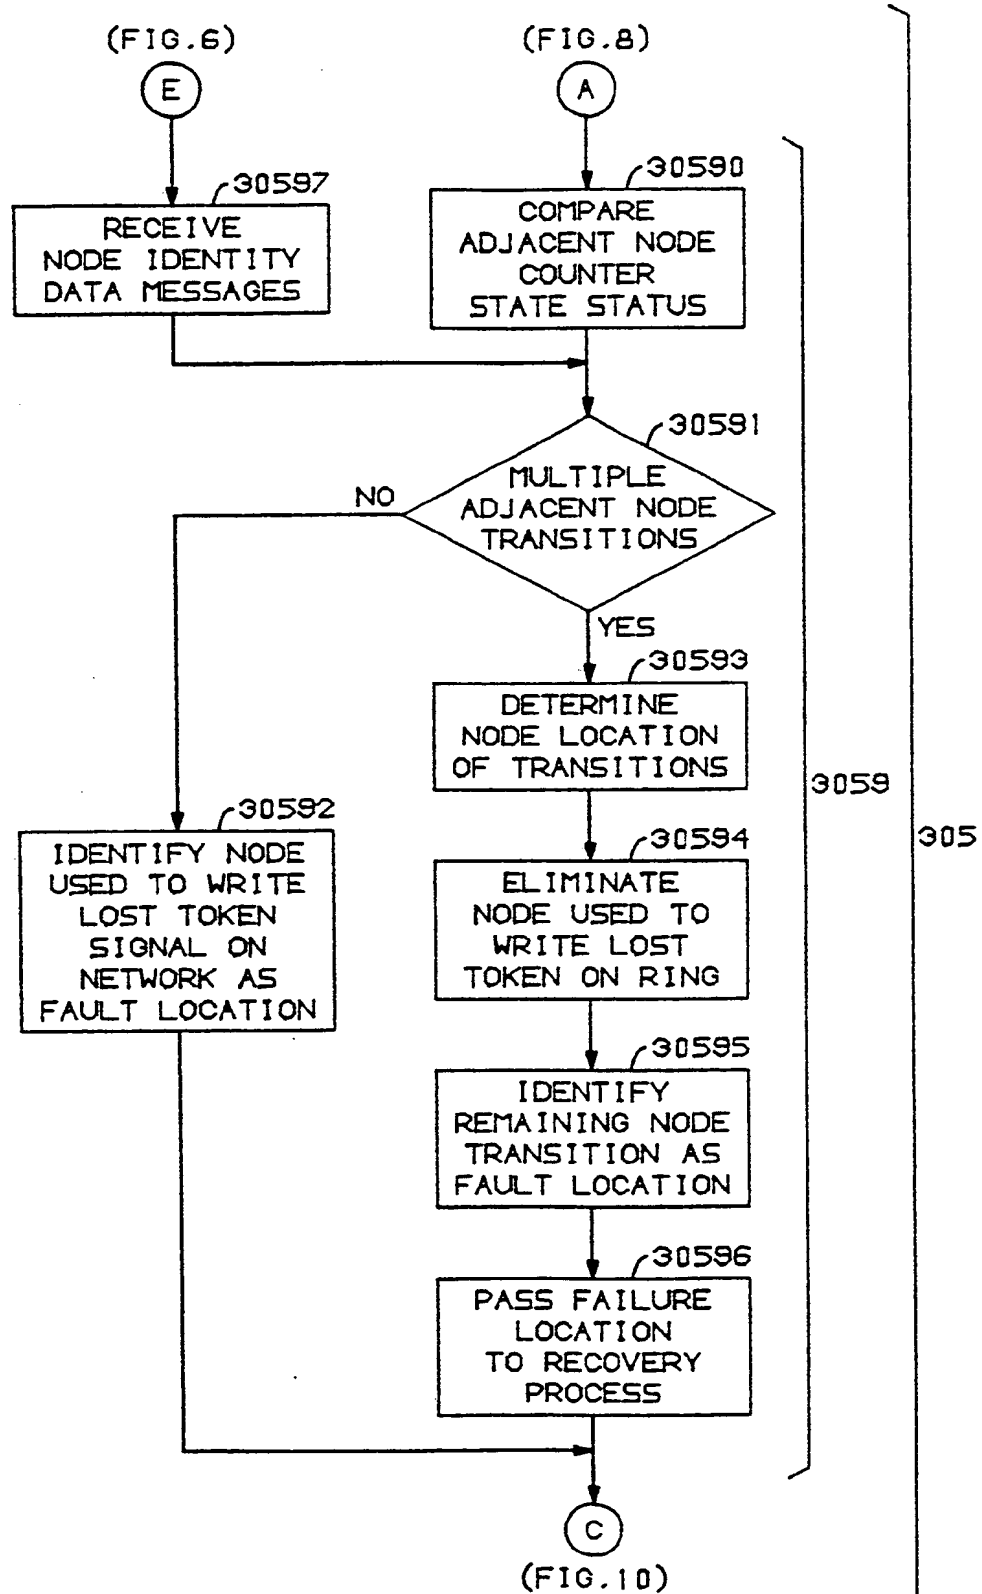 (FIG.6)
E
(FIG.8)
A
30597
RECEIVE
NODE IDENTITY
DATA MESSAGES
30590
COMPARE
ADJACENT NODE
COUNTER
STATE STATUS
30591
MULTIPLE
ADJACENT NODE
TRANSITIONS
NO
YES
30593
DETERMINE
NODE LOCATION
OF TRANSITIONS
3059
305
30592
IDENTIFY NODE
USED TO WRITE
LOST TOKEN
SIGNAL ON
NETWORK AS
FAULT LOCATION
30594
ELIMINATE
NODE USED TO
WRITE LOST
TOKEN ON RING
30595
IDENTIFY
REMAINING NODE
TRANSITION AS
FAULT LOCATION
30596
PASS FAILURE
LOCATION
TO RECOVERY
PROCESS
C
(FIG.10)